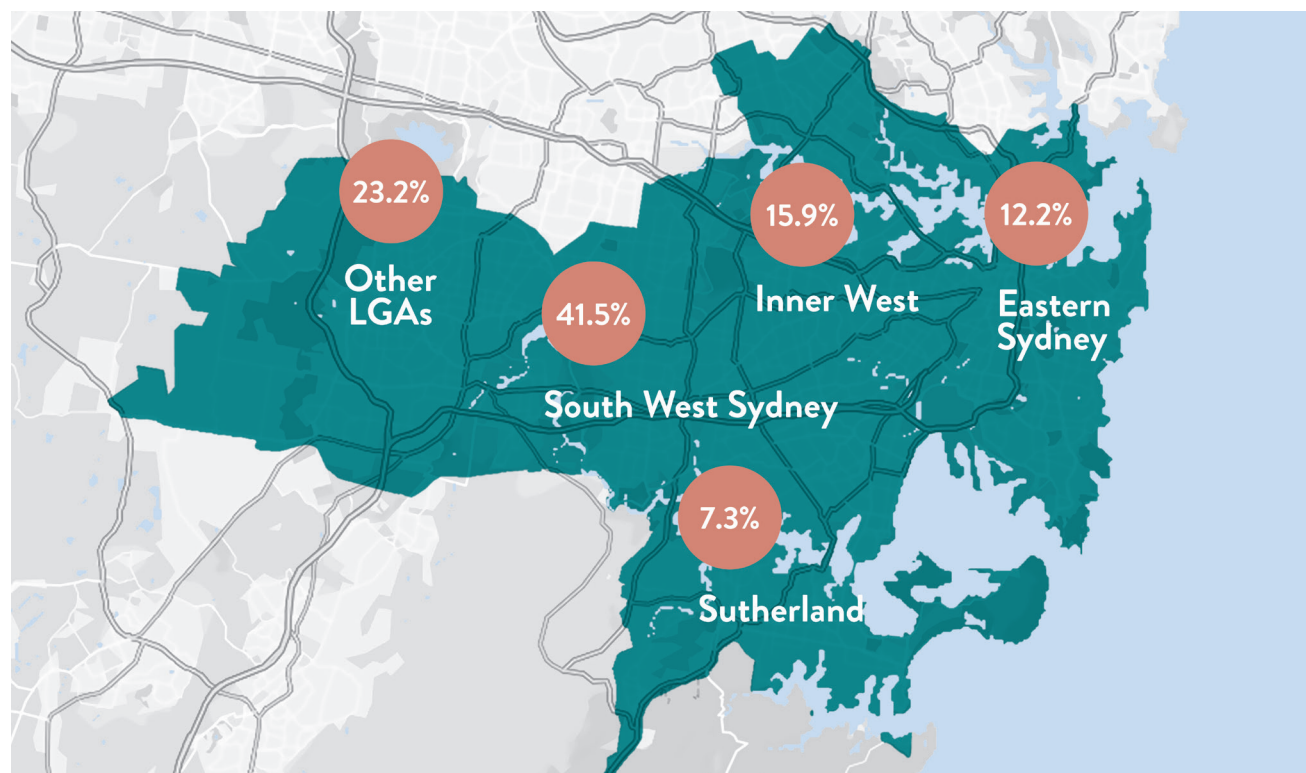 23.2%
Other
LGAs
41.5%
South West Sydney
15.9%
Inner West
12.2%
Eastern
Sydney
7.3%
Sutherland